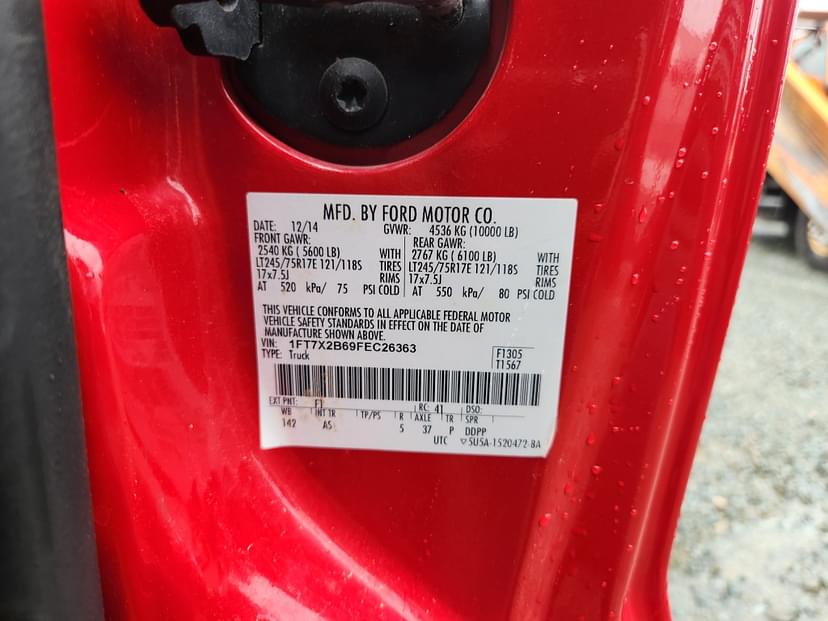 MFD. BY FORD MOTOR CO.
DATE: 12/14 GVWR: 4536 KG (10000 LB)
FRONT GAWR: REAR GAWR:
2540 KG ( 5600 LB) WITH 2767 KG ( 6100 LB) WITH
LT245/75R17E 121/118S TIRES LT245/75R17E 121/118S TIRES
17x7.5J RIMS 17x7.5J RIMS
AT 520 kPa/ 75 PSI COLD AT 550 kPa/ 80 PSI COLD
THIS VEHICLE CONFORMS TO ALL APPLICABLE FEDERAL MOTOR
VEHICLE SAFETY STANDARDS IN EFFECT ON THE DATE OF
MANUFACTURE SHOWN ABOVE.
VIN: 1FT7X2B69FEC26363
TYPE: Truck
F1305
T1567
EXT PNT: F1 RC: 41 DSO:
WB INT TR TP/PS R AXLE TR SPR
142 AS 5 37 P DDPP
UTC ▽5U5A-1520472-BA